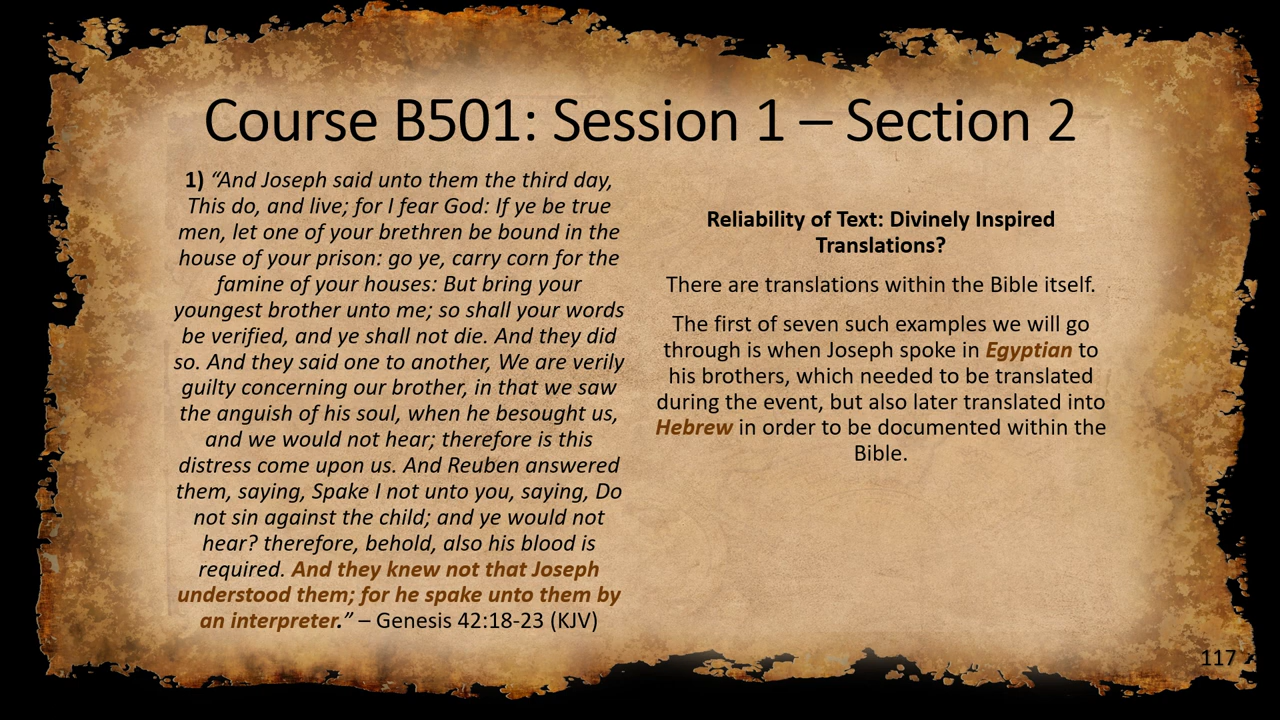 Course B501: Session 1 – Section 2
1) “And Joseph said unto them the third day,
This do, and live; for I fear God: If ye be true
men, let one of your brethren be bound in the
house of your prison: go ye, carry corn for the
famine of your houses: But bring your
youngest brother unto me; so shall your words
be verified, and ye shall not die. And they did
so. And they said one to another, We are verily
guilty concerning our brother, in that we saw
the anguish of his soul, when he besought us,
and we would not hear; therefore is this
distress come upon us. And Reuben answered
them, saying, Spake I not unto you, saying, Do
not sin against the child; and ye would not
hear? therefore, behold, also his blood is
required. And they knew not that Joseph
understood them; for he spake unto them by
an interpreter.” – Genesis 42:18-23 (KJV)
Reliability of Text: Divinely Inspired
Translations?
There are translations within the Bible itself.
The first of seven such examples we will go
through is when Joseph spoke in Egyptian to
his brothers, which needed to be translated
during the event, but also later translated into
Hebrew in order to be documented within the
Bible.
117